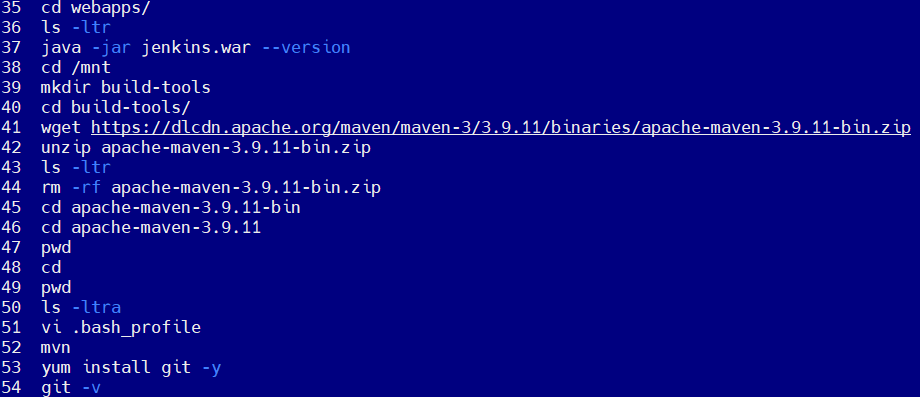 35 cd webapps/
36 ls -ltr
37 java -jar jenkins.war --version
38 cd /mnt
39 mkdir build-tools
40 cd build-tools/
41 wget https://dlcdn.apache.org/maven/maven-3/3.9.11/binaries/apache-maven-3.9.11-bin.zip
42 unzip apache-maven-3.9.11-bin.zip
43 ls -ltr
44 rm -rf apache-maven-3.9.11-bin.zip
45 cd apache-maven-3.9.11-bin
46 cd apache-maven-3.9.11
47 pwd
48 cd
49 pwd
50 ls -ltra
51 vi .bash_profile
52 mvn
53 yum install git -y
54 git -v